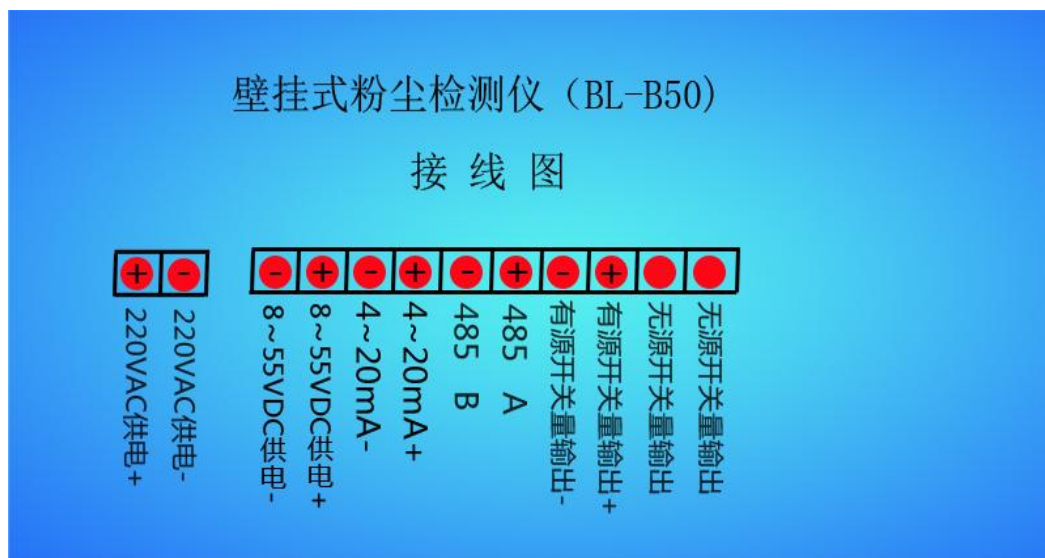 壁挂式粉尘检测仪（BL-B50)
接 线 图
+
-
-
+
-
+
-
+
-
+
220VAC供电+
220VAC供电-
8~55VDC供电-
8~55VDC供电+
4~20mA-
4~20mA+
485 B
485 A
有源开关量输出-
有源开关量输出+
无源开关量输出
无源开关量输出